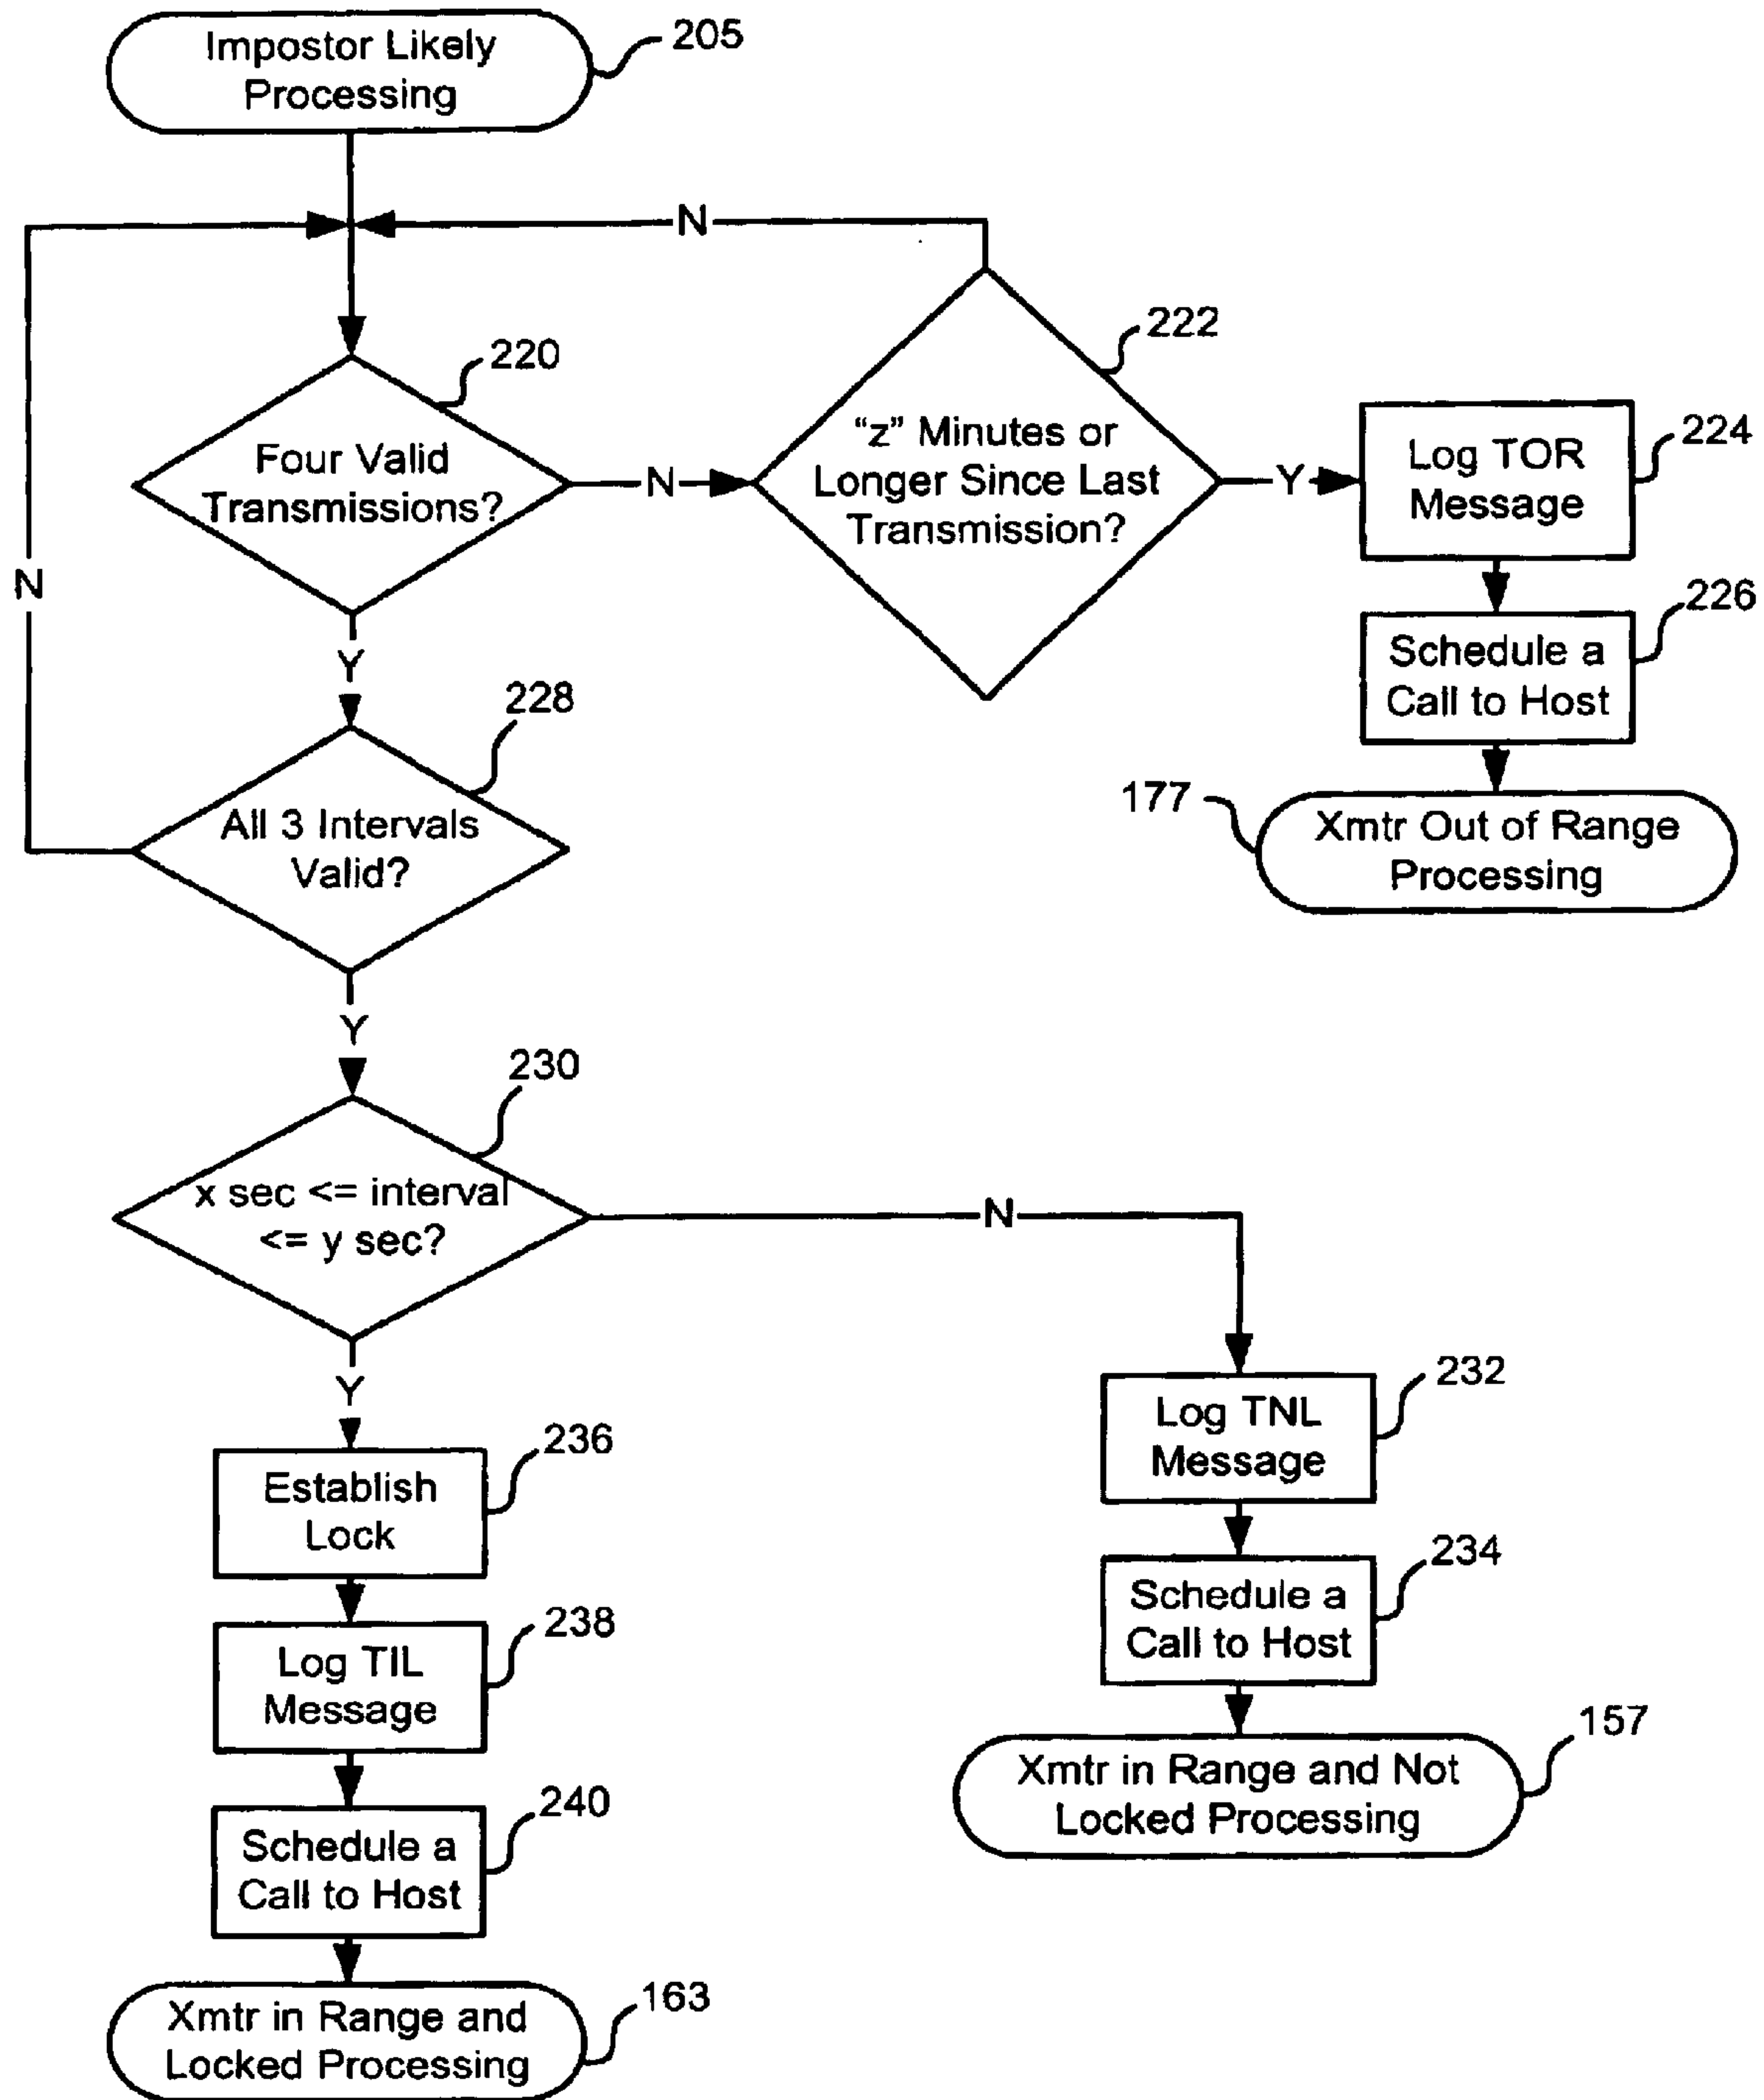 Impostor Likely
Processing
205
N
220
222
Four Valid
Transmissions?
N
"z" Minutes or
Longer Since Last
Transmission?
Y
Log TOR
Message
224
N
Y
Schedule a
Call to Host
226
228
All 3 Intervals
Valid?
177
Xmtr Out of Range
Processing
Y
230
x sec <= interval
<= y sec?
N
Y
232
Log TNL
Message
236
Establish
Lock
234
Schedule a
Call to Host
238
Log TIL
Message
157
Xmtr in Range and Not
Locked Processing
240
Schedule a
Call to Host
163
Xmtr in Range and
Locked Processing